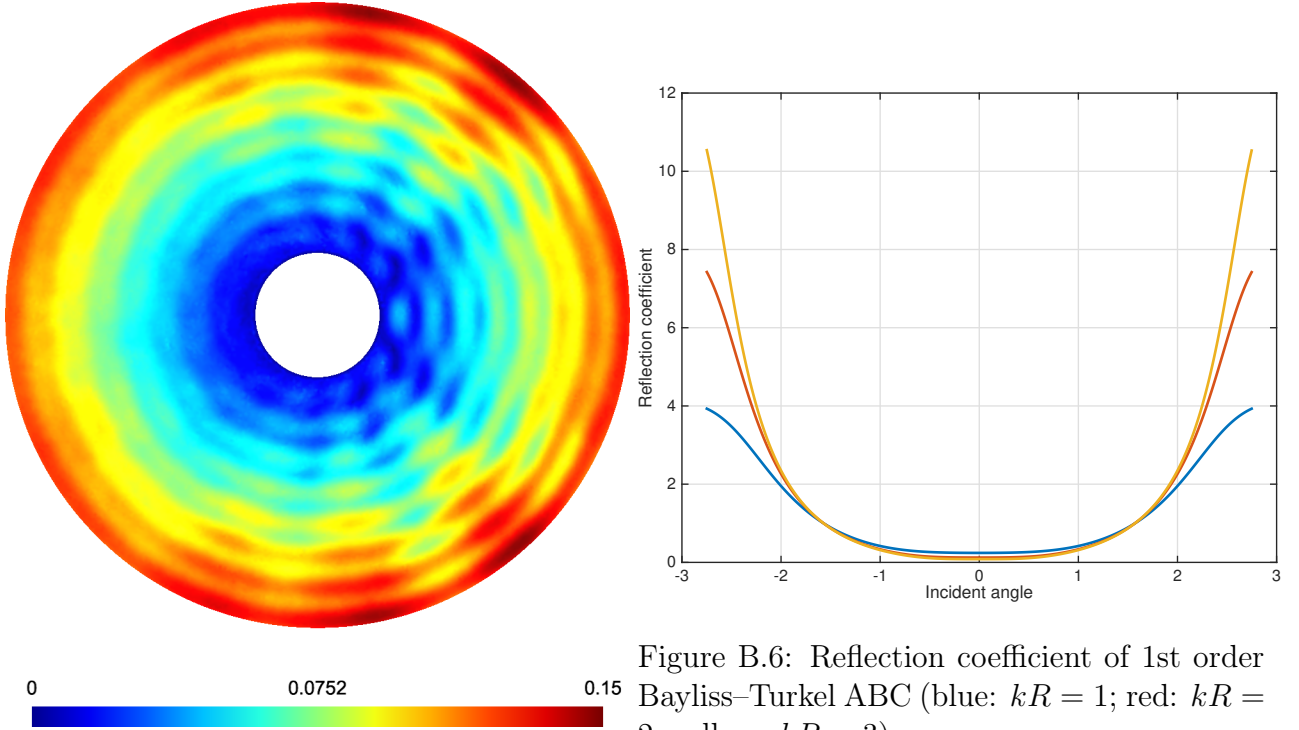 12
10
8
6
4
2
0
Reflection coefficient
-3 -2 -1 0 1 2 3
Incident angle
Figure B.6: Reflection coefficient of 1st order
Bayliss–Turkel ABC (blue: kR = 1; red: kR =
0 0.0752 0.15